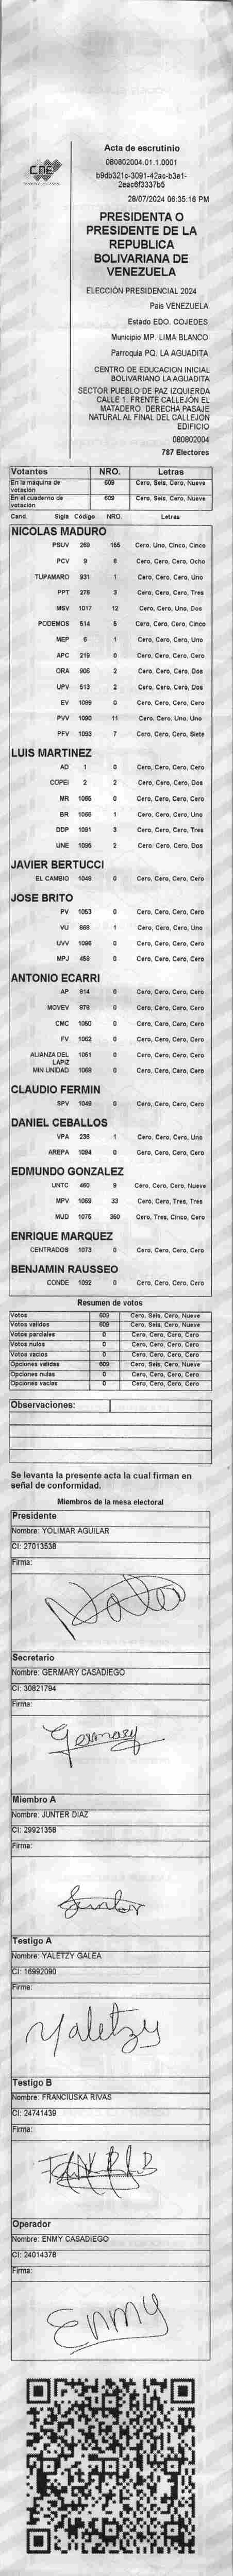 CNE
Acta de escrutinio
080802004.01.1.0001
b9db321c-3091-42ac-b3e1-
2eac6f3337b5
28/07/2024 06:35:16 PM
PRESIDENTA O
PRESIDENTE DE LA
REPUBLICA
BOLIVARIANA DE
VENEZUELA
ELECCIÓN PRESIDENCIAL 2024
Pais VENEZUELA
Estado EDO. COJEDES
Municipio MP. LIMA BLANCO
Parroquia PQ. LA AGUADITA
CENTRO DE EDUCACION INICIAL
BOLIVARIANO LA AGUADITA
SECTOR PUEBLO DE PAZ IZQUIERDA
CALLE 1. FRENTE CALLEJÓN EL
MATADERO. DERECHA PASAJE
NATURAL AL FINAL DEL CALLEJÓN
EDIFICIO
080802004
787 Electores
Votantes NRO. Letras
En la máquina de votación 609 Cero, Seis, Cero, Nueve
En el cuaderno de votación 609 Cero, Seis, Cero, Nueve
Cand. Sigla Código NRO. Letras
NICOLAS MADURO
PSUV 269 155 Cero, Uno, Cinco, Cinco
PCV 9 8 Cero, Cero, Cero, Ocho
TUPAMARO 931 1 Cero, Cero, Cero, Uno
PPT 276 3 Cero, Cero, Cero, Tres
MSV 1017 12 Cero, Cero, Uno, Dos
PODEMOS 514 5 Cero, Cero, Cero, Cinco
MEP 6 1 Cero, Cero, Cero, Uno
APC 219 0 Cero, Cero, Cero, Cero
ORA 905 2 Cero, Cero, Cero, Dos
UPV 513 2 Cero, Cero, Cero, Dos
EV 1099 0 Cero, Cero, Cero, Cero
PVV 1090 11 Cero, Cero, Uno, Uno
PFV 1093 7 Cero, Cero, Cero, Siete
LUIS MARTINEZ
AD 1 0 Cero, Cero, Cero, Cero
COPEI 2 2 Cero, Cero, Cero, Dos
MR 1065 0 Cero, Cero, Cero, Cero
BR 1066 1 Cero, Cero, Cero, Uno
DDP 1091 3 Cero, Cero, Cero, Tres
UNE 1095 2 Cero, Cero, Cero, Dos
JAVIER BERTUCCI
EL CAMBIO 1048 0 Cero, Cero, Cero, Cero
JOSE BRITO
PV 1053 0 Cero, Cero, Cero, Cero
VU 868 1 Cero, Cero, Cero, Uno
UVV 1096 0 Cero, Cero, Cero, Cero
MPJ 458 0 Cero, Cero, Cero, Cero
ANTONIO ECARRI
AP 914 0 Cero, Cero, Cero, Cero
MOVEV 978 0 Cero, Cero, Cero, Cero
CMC 1050 0 Cero, Cero, Cero, Cero
FV 1062 0 Cero, Cero, Cero, Cero
ALIANZA DEL LAPIZ 1051 0 Cero, Cero, Cero, Cero
MIN UNIDAD 1068 0 Cero, Cero, Cero, Cero
CLAUDIO FERMIN
SPV 1049 0 Cero, Cero, Cero, Cero
DANIEL CEBALLOS
VPA 236 1 Cero, Cero, Cero, Uno
AREPA 1094 0 Cero, Cero, Cero, Cero
EDMUNDO GONZALEZ
UNTC 460 9 Cero, Cero, Cero, Nueve
MPV 1069 33 Cero, Cero, Tres, Tres
MUD 1075 350 Cero, Tres, Cinco, Cero
ENRIQUE MARQUEZ
CENTRADOS 1073 0 Cero, Cero, Cero, Cero
BENJAMIN RAUSSEO
CONDE 1092 0 Cero, Cero, Cero, Cero
Resumen de votos
Votos 609 Cero, Seis, Cero, Nueve
Votos válidos 609 Cero, Seis, Cero, Nueve
Votos parciales 0 Cero, Cero, Cero, Cero
Votos nulos 0 Cero, Cero, Cero, Cero
Votos vacíos 0 Cero, Cero, Cero, Cero
Opciones válidas 609 Cero, Seis, Cero, Nueve
Opciones nulas 0 Cero, Cero, Cero, Cero
Opciones vacías 0 Cero, Cero, Cero, Cero
Observaciones:
Se levanta la presente acta la cual firman en
señal de conformidad.
Miembros de la mesa electoral
Presidente
Nombre: YOLIMAR AGUILAR
CI: 27013538
Firma:
Secretario
Nombre: GERMARY CASADIEGO
CI: 30821794
Firma:
Germary
Miembro A
Nombre: JUNTER DIAZ
CI: 29921358
Firma:
Testigo A
Nombre: YALETZY GALEA
CI: 16992090
Firma:
Yaletzy
Testigo B
Nombre: FRANCIUSKA RIVAS
CI: 24741439
Firma:
Operador
Nombre: ENMY CASADIEGO
CI: 24014378
Firma:
Enmy